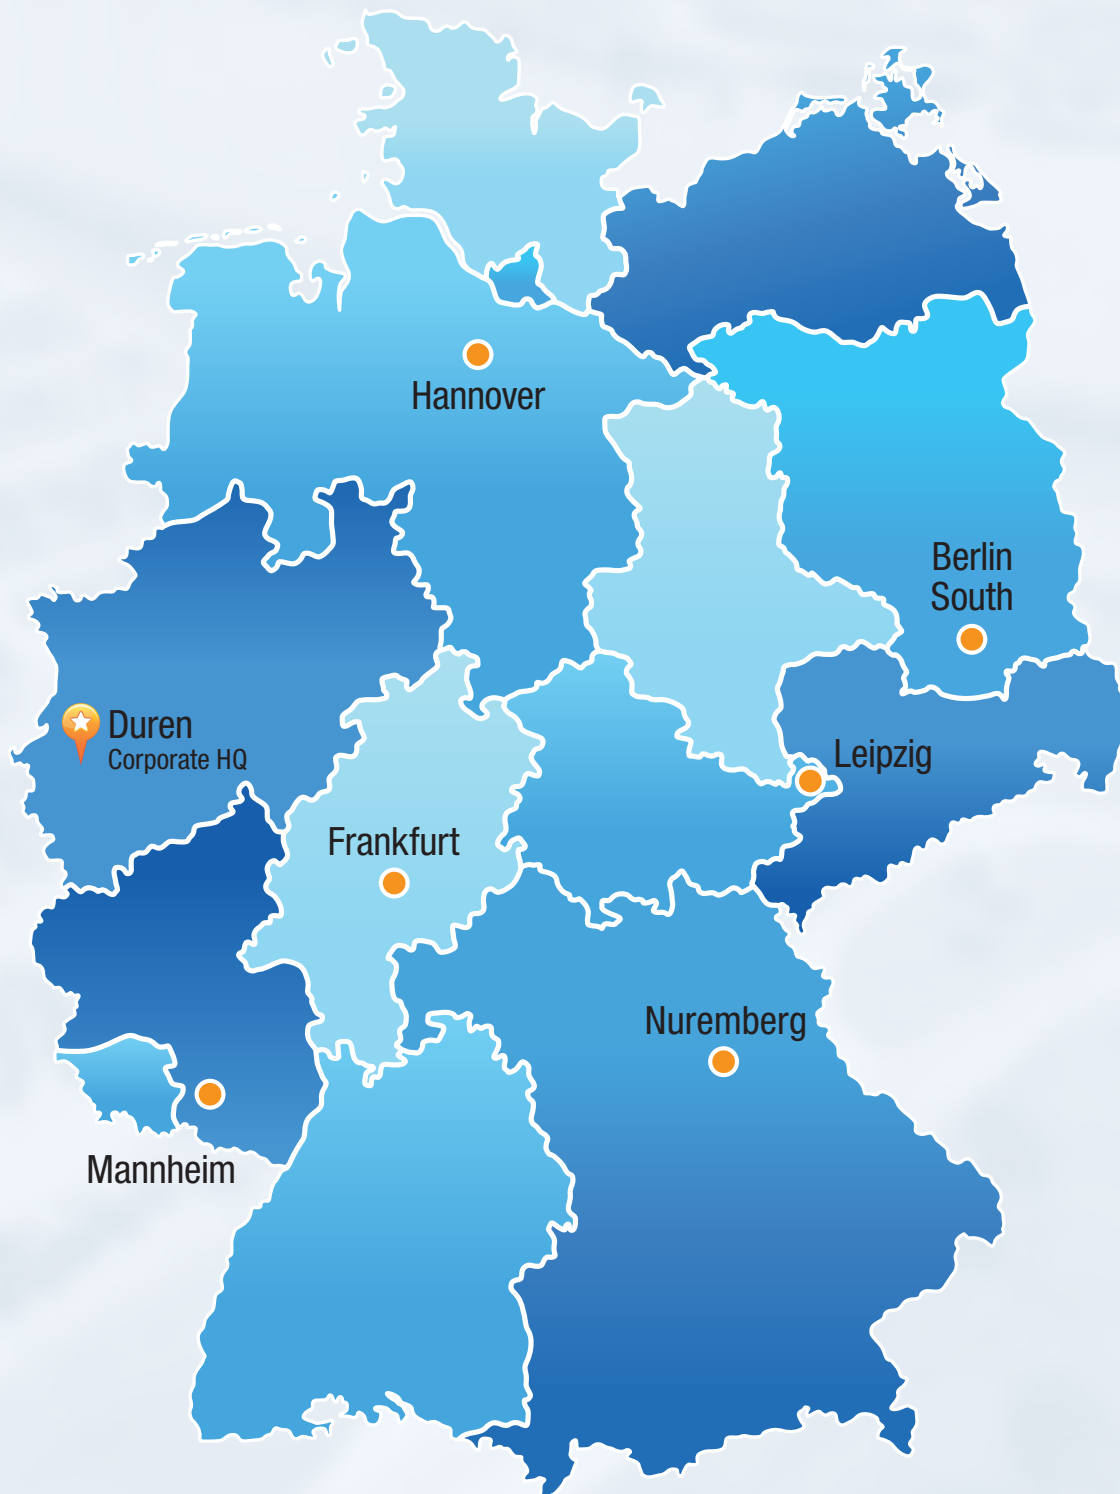 Hannover
Berlin
South
Duren
Corporate HQ
Leipzig
Frankfurt
Nuremberg
Mannheim